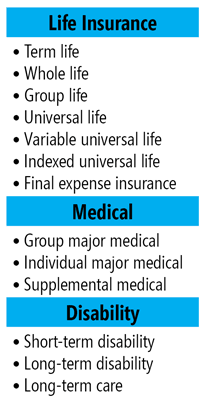 Life Insurance
• Term life
• Whole life
• Group life
• Universal life
• Variable universal life
• Indexed universal life
• Final expense insurance
Medical
• Group major medical
• Individual major medical
• Supplemental medical
Disability
• Short-term disability
• Long-term disability
• Long-term care